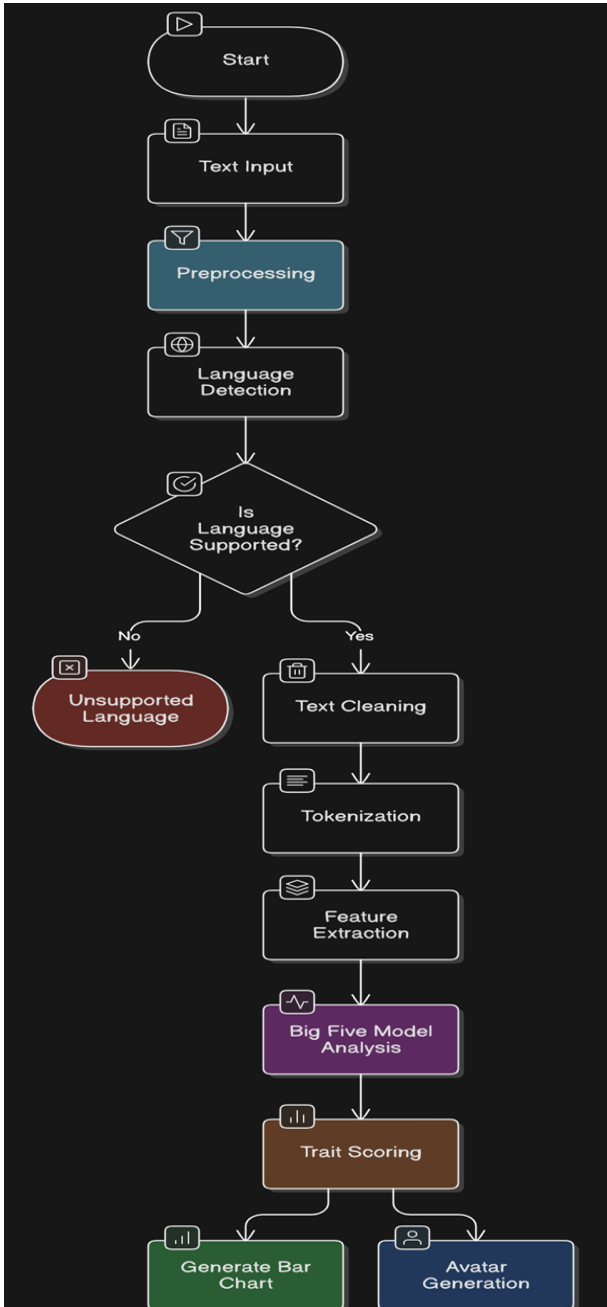 Start
Text Input
Preprocessing
Language
Detection
Is
Language
Supported?
No
Yes
Unsupported
Language
Text Cleaning
Tokenization
Feature
Extraction
Big Five Model
Analysis
Trait Scoring
Generate Bar
Chart
Avatar
Generation